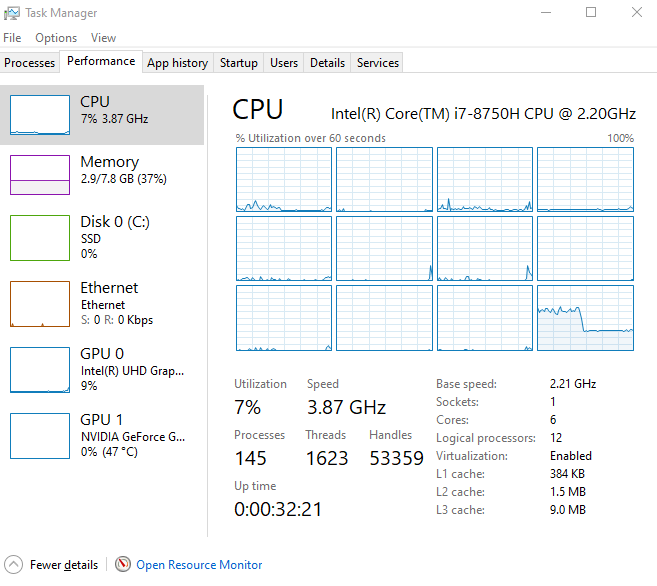 Task Manager
File Options View
Processes Performance App history Startup Users Details Services
CPU
7% 3.87 GHz
Memory
2.9/7.8 GB (37%)
Disk 0 (C:)
SSD
0%
Ethernet
Ethernet
S: 0 R: 0 Kbps
GPU 0
Intel(R) UHD Grap...
9%
GPU 1
NVIDIA GeForce G...
0% (47 °C)
CPU Intel(R) Core(TM) i7-8750H CPU @ 2.20GHz
% Utilization over 60 seconds 100%
Utilization Speed
7% 3.87 GHz
Processes Threads Handles
145 1623 53359
Up time
0:00:32:21
Base speed: 2.21 GHz
Sockets: 1
Cores: 6
Logical processors: 12
Virtualization: Enabled
L1 cache: 384 KB
L2 cache: 1.5 MB
L3 cache: 9.0 MB
Fewer details Open Resource Monitor